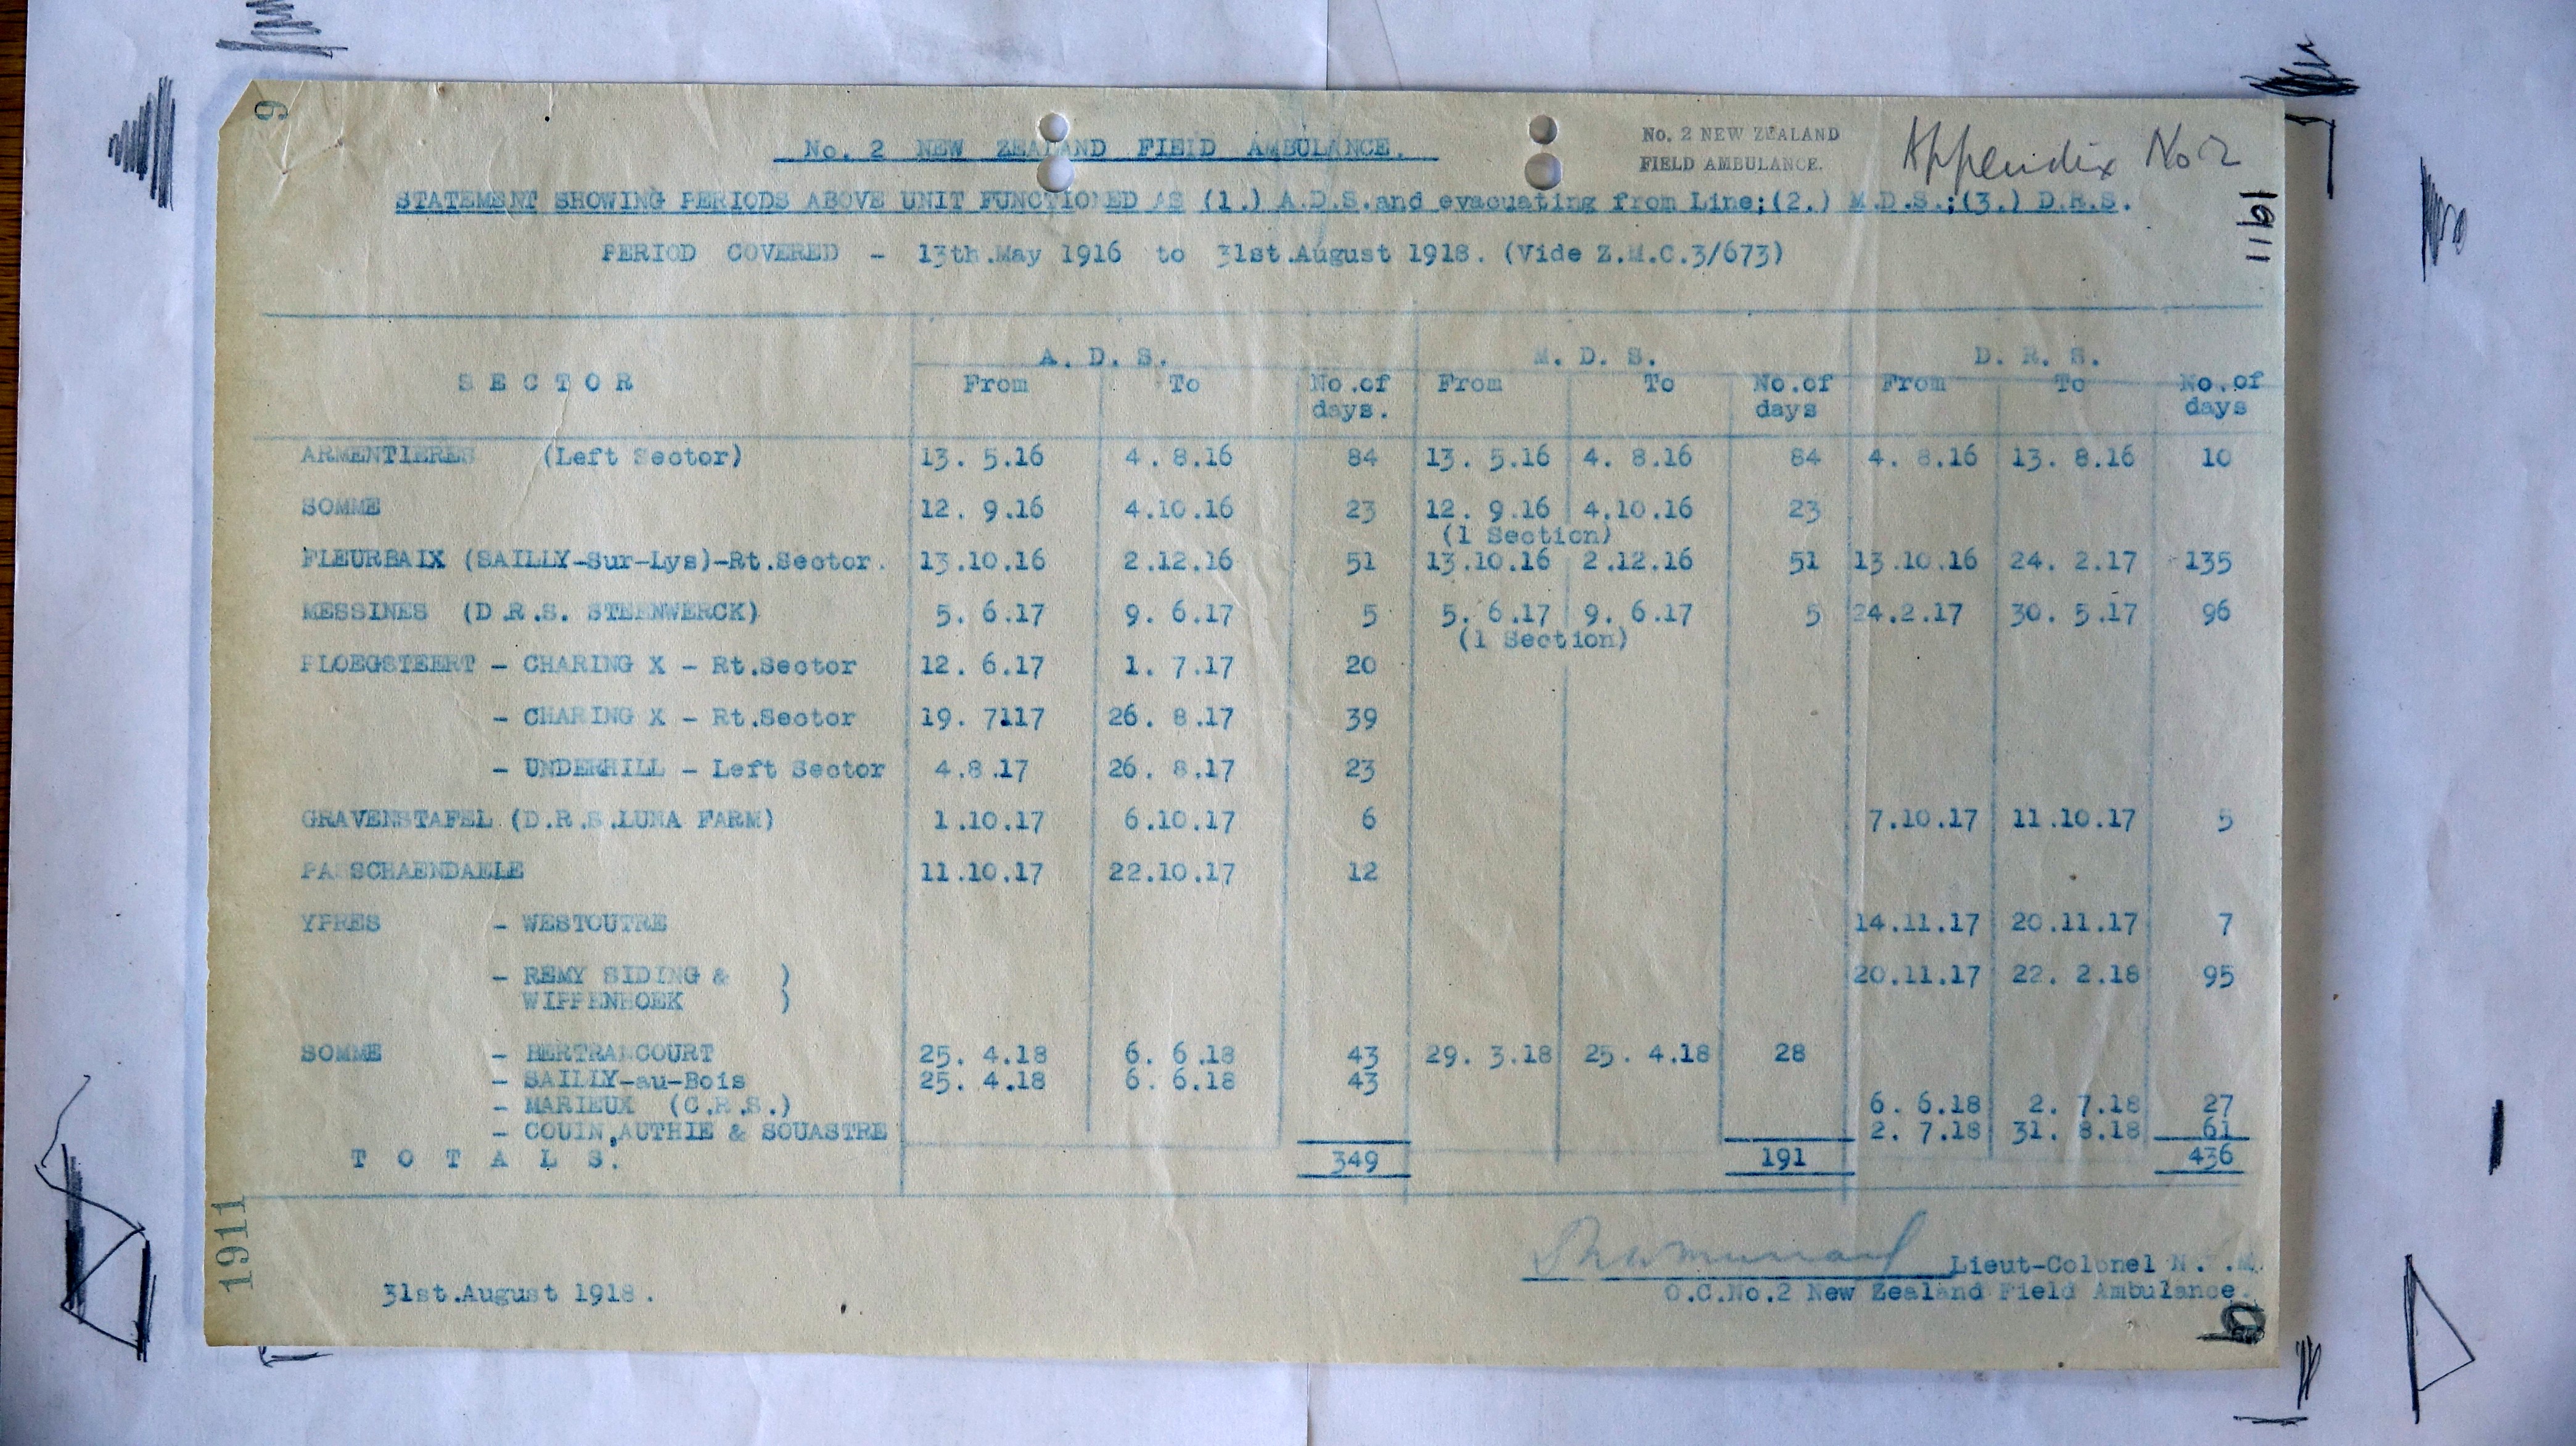 9
No. 2 NEW ZEALAND FIELD AMBULANCE.
No. 2 NEW ZEALAND
FIELD AMBULANCE.
Appendix No 2
1911
STATEMENT SHOWING PERIODS ABOVE UNIT FUNCTIONED AS (1.) A.D.S. and evacuating from Line; (2.) M.D.S.; (3.) D.R.S.
PERIOD COVERED - 13th.May 1916 to 31st.August 1918. (Vide Z.M.C.3/673)
A. D. S. M. D. S. D. R. S.
SECTOR From To No.of From To No.of From To No.of
days. days days
ARMENTIERES (Left Sector) 13. 5.16 4. 8.16 84 13. 5.16 4. 8.16 84 4. 8.16 13. 8.16 10
SOMME 12. 9.16 4.10.16 23 12. 9.16 4.10.16 23
(1 Section)
FLEURBAIX (SAILLY-Sur-Lys)-Rt.Sector. 13.10.16 2.12.16 51 13.10.16 2.12.16 51 13.10.16 24. 2.17 135
MESSINES (D.R.S. STEENWERCK) 5. 6.17 9. 6.17 5 5. 6.17 9. 6.17 5 24.2.17 30. 5.17 96
(1 Section)
PLOEGSTEERT - CHARING X - Rt.Sector 12. 6.17 1. 7.17 20
- CHARING X - Rt.Sector 19. 7117 26. 8.17 39
- UNDERHILL - Left Sector 4.8.17 26. 8.17 23
GRAVENSTAFEL (D.R.S.LUNA FARM) 1.10.17 6.10.17 6 7.10.17 11.10.17 5
PASSCHAENDAELE 11.10.17 22.10.17 12
YPRES - WESTOUTRE 14.11.17 20.11.17 7
- REMY SIDING & ) 20.11.17 22. 2.18 95
WIPPENHOEK )
SOMME - BERTRANCOURT 25. 4.18 6. 6.18 43 29. 3.18 25. 4.18 28
- SAILLY-au-Bois 25. 4.18 6. 6.18 43
- MARIEUX (C.R.S.) 6. 6.18 2. 7.18 27
- COUIN,AUTHIE & SOUASTRE 2. 7.18 31. 8.18 61
TOTALS. 349 191 436
1911
Lieut-Colonel N. .M.
31st.August 1918.
O.C.No.2 New Zealand Field Ambulance.